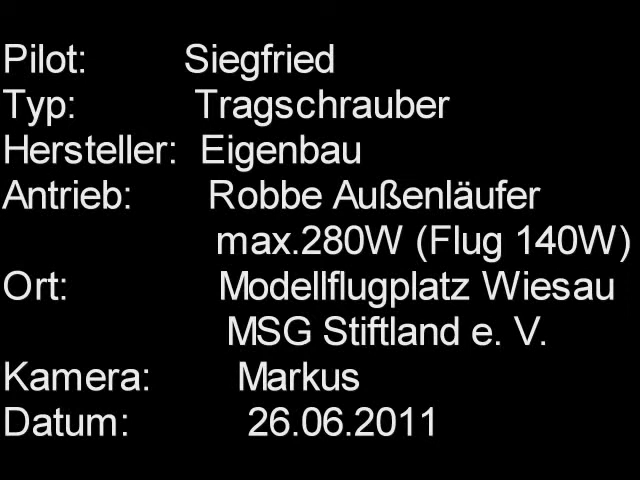 Pilot: Siegfried
Typ: Tragschrauber
Hersteller: Eigenbau
Antrieb: Robbe Außenläufer
max.280W (Flug 140W)
Ort: Modellflugplatz Wiesau
MSG Stiftland e. V.
Kamera: Markus
Datum: 26.06.2011